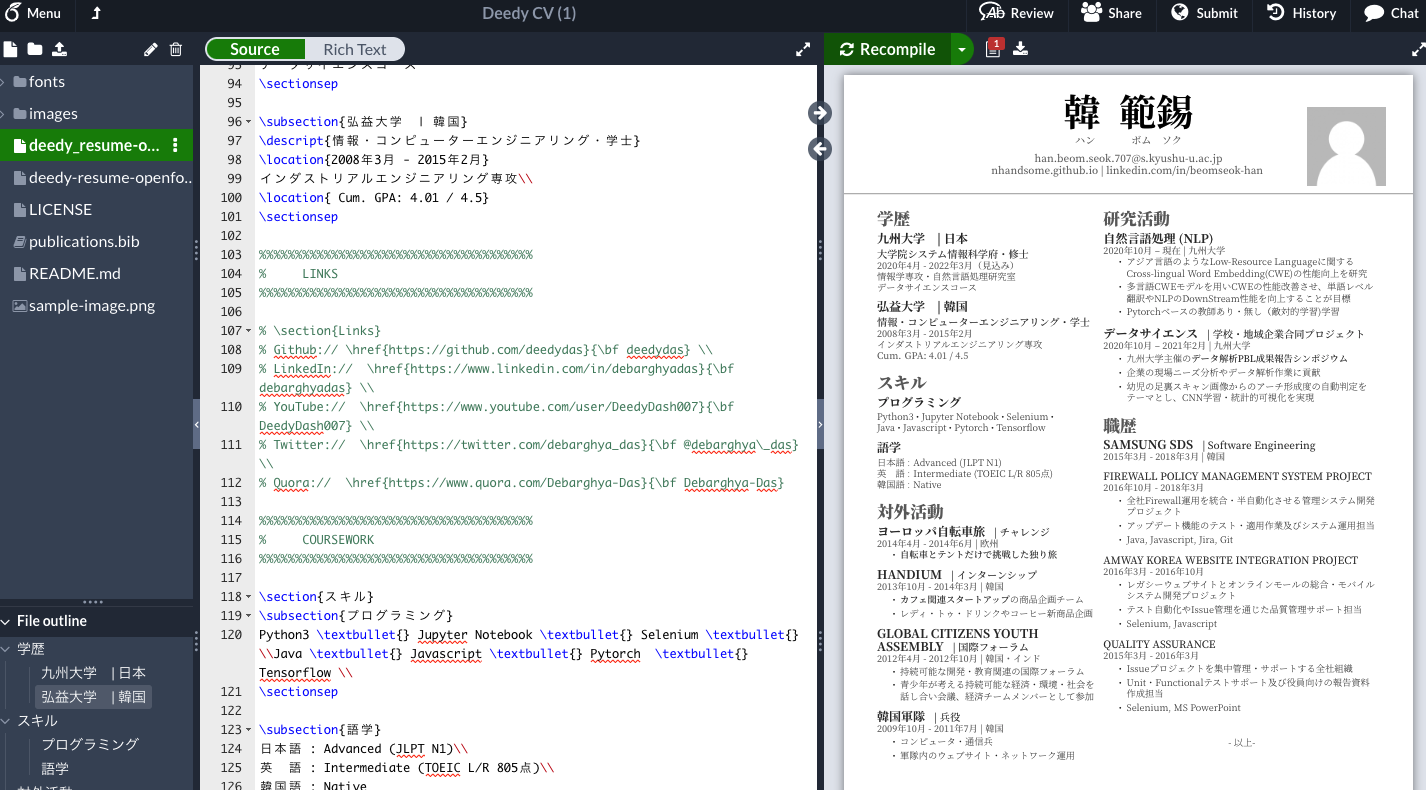 Menu
Deedy CV (1)
Review
Share
Submit
History
Chat
Source
Rich Text
Recompile
1
fonts
images
deedy_resume-o...
deedy-resume-openfo..
LICENSE
publications.bib
README.md
sample-image.png
File outline
学歴
九州大学 | 日本
弘益大学 | 韓国
スキル
プログラミング
語学
93 データサイエンスコース
94 \sectionsep
95
96 \subsection{弘益大学 | 韓国}
97 \descript{情報・コンピューターエンジニアリング・学士}
98 \location{2008年3月 - 2015年2月}
99 インダストリアルエンジニアリング専攻\\
100 \location{ Cum. GPA: 4.01 / 4.5}
101 \sectionsep
102
103 %%%%%%%%%%%%%%%%%%%%%%%%%%%%%%%%%%%%%%
104 % LINKS
105 %%%%%%%%%%%%%%%%%%%%%%%%%%%%%%%%%%%%%%
106
107 % \section{Links}
108 % Github:// \href{https://github.com/deedydas}{\bf deedydas} \\
109 % LinkedIn:// \href{https://www.linkedin.com/in/debarghyadas}{\bf
debarghyadas} \\
110 % YouTube:// \href{https://www.youtube.com/user/DeedyDash007}{\bf
DeedyDash007} \\
111 % Twitter:// \href{https://twitter.com/debarghya_das}{\bf @debarghya\_das}
\\
112 % Quora:// \href{https://www.quora.com/Debarghya-Das}{\bf Debarghya-Das}
113
114 %%%%%%%%%%%%%%%%%%%%%%%%%%%%%%%%%%%%%%
115 % COURSEWORK
116 %%%%%%%%%%%%%%%%%%%%%%%%%%%%%%%%%%%%%%
117
118 \section{スキル}
119 \subsection{プログラミング}
120 Python3 \textbullet{} Jupyter Notebook \textbullet{} Selenium \textbullet{}
\\Java \textbullet{} Javascript \textbullet{} Pytorch \textbullet{}
Tensorflow \\
121 \sectionsep
122
123 \subsection{語学}
124 日本語 : Advanced (JLPT N1)\\
125 英 語 : Intermediate (TOEIC L/R 805点)\\
126 韓国語 : Native
韓 範錫
ハン ボム ソク
han.beom.seok.707@s.kyushu-u.ac.jp
nhandsome.github.io | linkedin.com/in/beomseok-han
学歴
九州大学 | 日本
大学院システム情報科学府・修士
2020年4月 - 2022年3月（見込み）
情報学専攻・自然言語処理研究室
データサイエンスコース
弘益大学 | 韓国
情報・コンピューターエンジニアリング・学士
2008年3月 - 2015年2月
インダストリアルエンジニアリング専攻
Cum. GPA: 4.01 / 4.5
スキル
プログラミング
Python3 • Jupyter Notebook • Selenium •
Java • Javascript • Pytorch • Tensorflow
語学
日本語 : Advanced (JLPT N1)
英 語 : Intermediate (TOEIC L/R 805点)
韓国語 : Native
対外活動
ヨーロッパ自転車旅 | チャレンジ
2014年4月 - 2014年6月 | 欧州
• 自転車とテントだけで挑戦した独り旅
HANDIUM | インターンシップ
2013年10月 - 2014年3月 | 韓国
• カフェ関連スタートアップの商品企画チーム
• レディ・トゥ・ドリンクやコーヒー新商品企画
GLOBAL CITIZENS YOUTH
ASSEMBLY | 国際フォーラム
2012年4月 - 2012年10月 | 韓国・インド
• 持続可能な開発・教育関連の国際フォーラム
• 青少年が考える持続可能な経済・環境・社会を
話し合い会議、経済チームメンバーとして参加
韓国軍隊 | 兵役
2009年10月 - 2011年7月 | 韓国
• コンピュータ・通信兵
• 軍隊内のウェブサイト・ネットワーク運用
研究活動
自然言語処理 (NLP)
2020年10月 – 現在 | 九州大学
• アジア言語のようなLow-Resource Languageに関する
Cross-lingual Word Embedding(CWE)の性能向上を研究
• 多言語CWEモデルを用いCWEの性能改善させ、単語レベル
翻訳やNLPのDownStream性能を向上することが目標
• Pytorchベースの教師あり・無し（敵対的学習)学習
データサイエンス | 学校・地域企業合同プロジェクト
2020年10月 – 2021年2月 | 九州大学
• 九州大学主催のデータ解析PBL成果報告シンポジウム
• 企業の現場ニーズ分析やデータ解析作業に貢献
• 幼児の足裏スキャン画像からのアーチ形成度の自動判定を
テーマとし、CNN学習・統計的可視化を実現
職歴
SAMSUNG SDS | Software Engineering
2015年3月 - 2018年3月 | 韓国
FIREWALL POLICY MANAGEMENT SYSTEM PROJECT
2016年10月 - 2018年3月
• 全社Firewall運用を統合・半自動化させる管理システム開発
プロジェクト
• アップデート機能のテスト・適用作業及びシステム運用担当
• Java, Javascript, Jira, Git
AMWAY KOREA WEBSITE INTEGRATION PROJECT
2016年3月 - 2016年10月
• レガシーウェブサイトとオンラインモールの総合・モバイル
システム開発プロジェクト
• テスト自動化やIssue管理を通じた品質管理サポート担当
• Selenium, Javascript
QUALITY ASSURANCE
2015年3月 - 2016年3月
• Issueプロジェクトを集中管理・サポートする全社組織
• Unit・Functionalテストサポート及び役員向けの報告資料
作成担当
• Selenium, MS PowerPoint
- 以上-